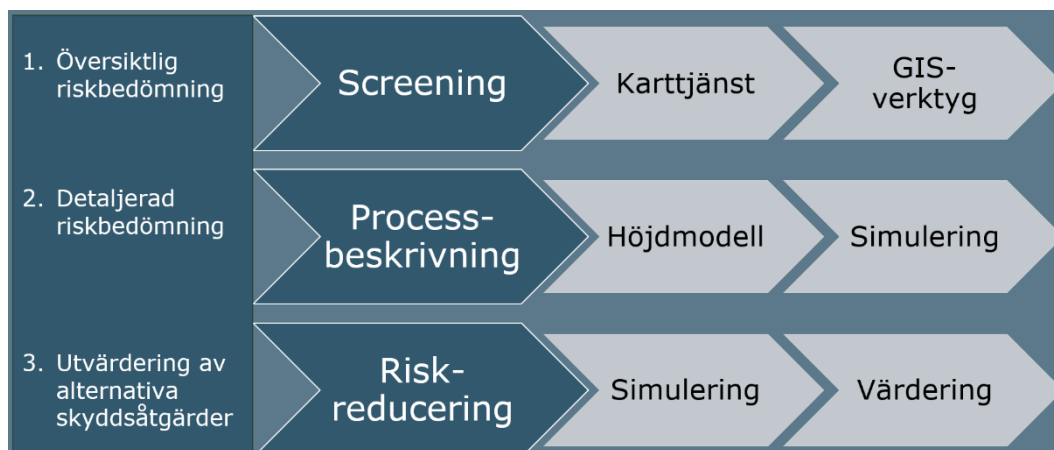 1. Översiktlig
riskbedömning
Screening
Karttjänst
GIS-
verktyg
2. Detaljerad
riskbedömning
Process-
beskrivning
Höjdmodell
Simulering
3. Utvärdering av
alternativa
skyddsåtgärder
Risk-
reducering
Simulering
Värdering